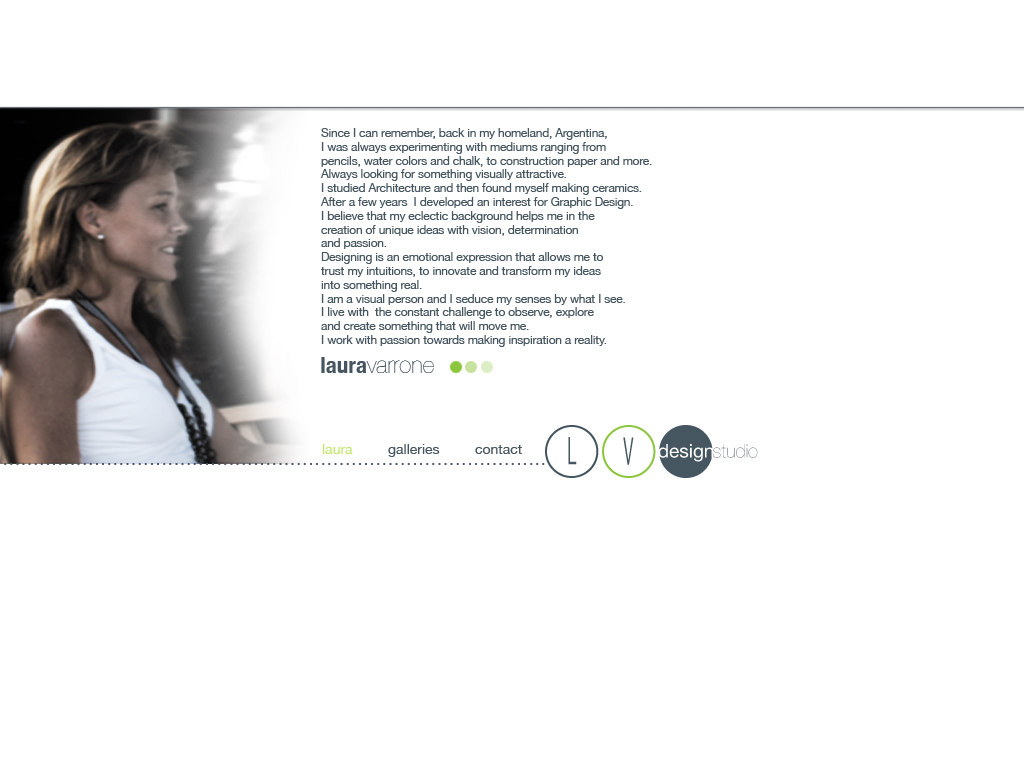 Since I can remember, back in my homeland, Argentina,
I was always experimenting with mediums ranging from
pencils, water colors and chalk, to construction paper and more.
Always looking for something visually attractive.
I studied Architecture and then found myself making ceramics.
After a few years I developed an interest for Graphic Design.
I believe that my eclectic background helps me in the
creation of unique ideas with vision, determination
and passion.
Designing is an emotional expression that allows me to
trust my intuitions, to innovate and transform my ideas
into something real.
I am a visual person and I seduce my senses by what I see.
I live with the constant challenge to observe, explore
and create something that will move me.
I work with passion towards making inspiration a reality.
lauravarrone
laura galleries contact L V designstudio